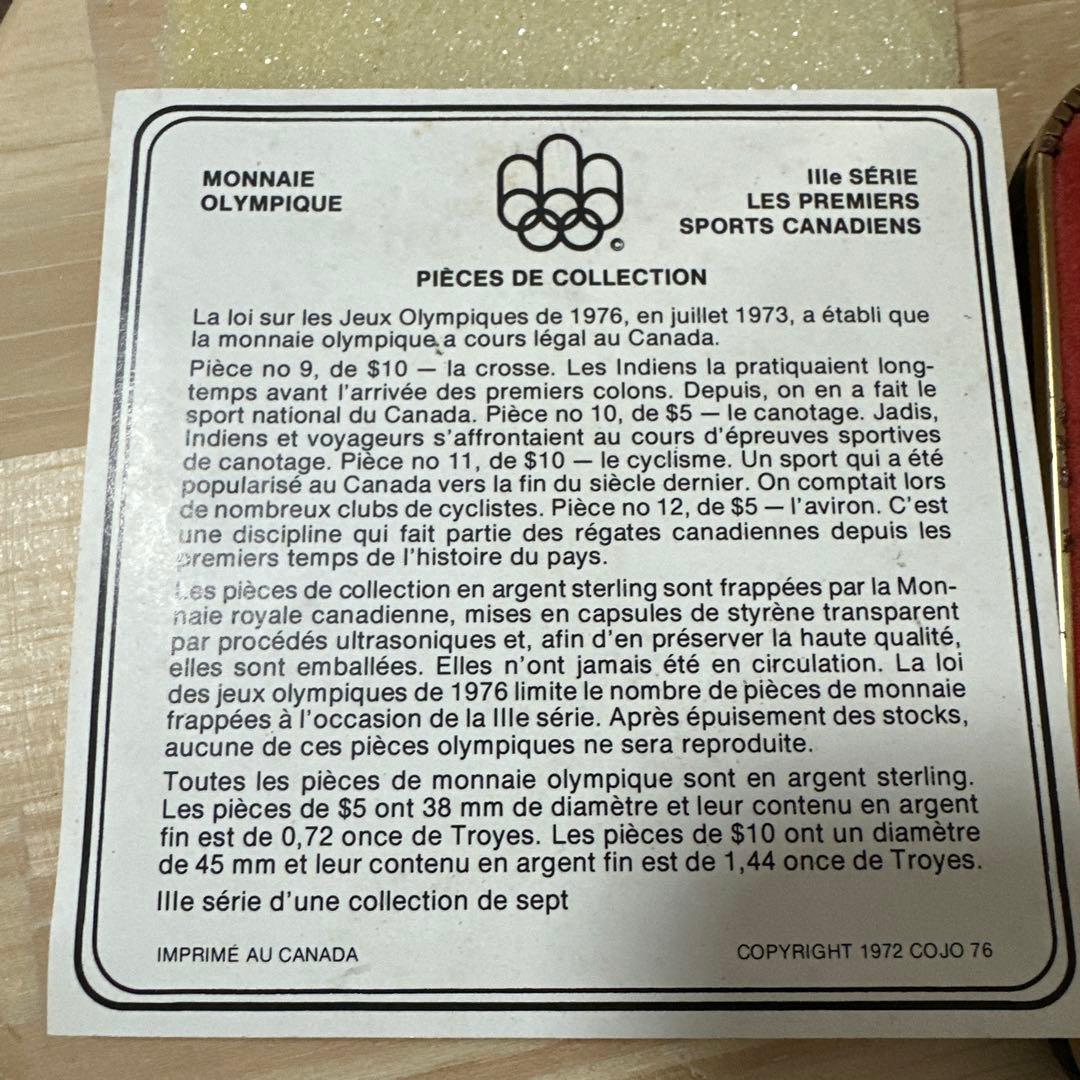 MONNAIE
OLYMPIQUE
IIIe SÉRIE
LES PREMIERS
SPORTS CANADIENS
©
PIÈCES DE COLLECTION
La loi sur les Jeux Olympiques de 1976, en juillet 1973, a établi que
la monnaie olympique a cours légal au Canada.
Pièce no 9, de $10 — la crosse. Les Indiens la pratiquaient long-
temps avant l'arrivée des premiers colons. Depuis, on en a fait le
sport national du Canada. Pièce no 10, de $5 — le canotage. Jadis,
Indiens et voyageurs s'affrontaient au cours d'épreuves sportives
de canotage. Pièce no 11, de $10 — le cyclisme. Un sport qui a été
popularisé au Canada vers la fin du siècle dernier. On comptait lors
de nombreux clubs de cyclistes. Pièce no 12, de $5 — l'aviron. C'est
une discipline qui fait partie des régates canadiennes depuis les
premiers temps de l'histoire du pays.
Les pièces de collection en argent sterling sont frappées par la Mon-
naie royale canadienne, mises en capsules de styrène transparent
par procédés ultrasoniques et, afin d'en préserver la haute qualité,
elles sont emballées. Elles n'ont jamais été en circulation. La loi
des jeux olympiques de 1976 limite le nombre de pièces de monnaie
frappées à l'occasion de la IIIe série. Après épuisement des stocks,
aucune de ces pièces olympiques ne sera reproduite.
Toutes les pièces de monnaie olympique sont en argent sterling.
Les pièces de $5 ont 38 mm de diamètre et leur contenu en argent
fin est de 0,72 once de Troyes. Les pièces de $10 ont un diamètre
de 45 mm et leur contenu en argent fin est de 1,44 once de Troyes.
IIIe série d'une collection de sept
IMPRIMÉ AU CANADA
COPYRIGHT 1972 COJO 76